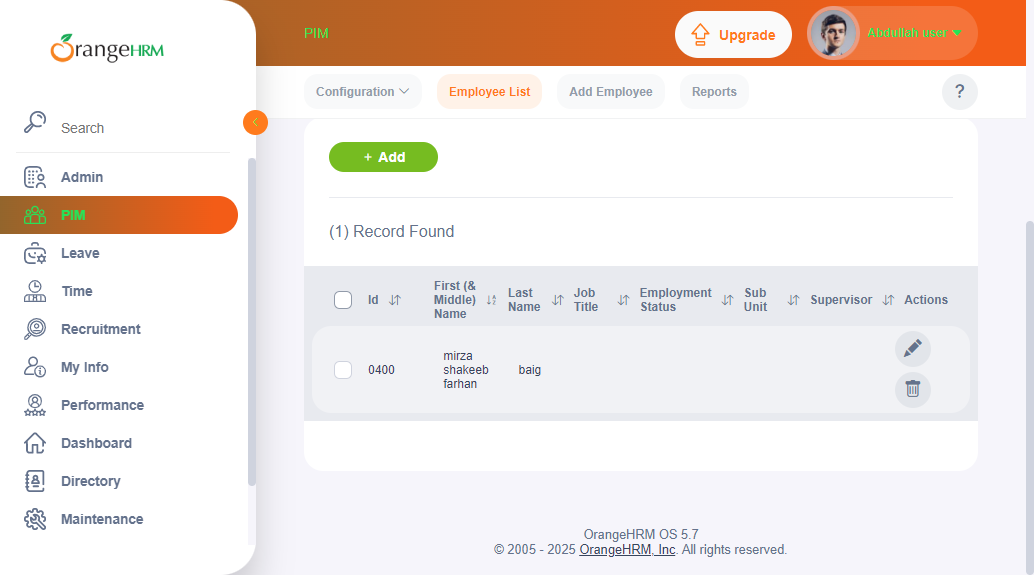 OrangeHRM
PIM
Upgrade
Abdullah user
Configuration
Employee List
Add Employee
Reports
?
Search
Admin
PIM
Leave
Time
Recruitment
My Info
Performance
Dashboard
Directory
Maintenance
+ Add
(1) Record Found
Id
First (& Middle) Name
Last Name
Job Title
Employment Status
Sub Unit
Supervisor
Actions
0400
mirza shakeeb farhan
baig
OrangeHRM OS 5.7
© 2005 - 2025 OrangeHRM, Inc. All rights reserved.